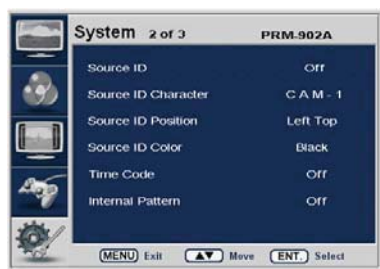 System 2 of 3 PRM-902A
Source ID Off
Source ID Character C A M - 1
Source ID Position Left Top
Source ID Color Black
Time Code Off
Internal Pattern Off
MENU Exit ▲▼ Move ENT. Select